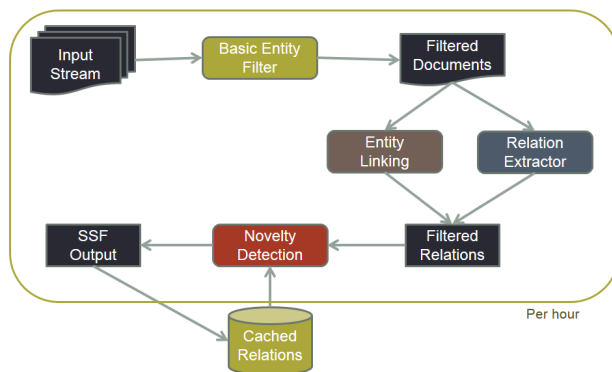 Input
Stream
Basic Entity
Filter
Filtered
Documents
Entity
Linking
Relation
Extractor
SSF
Output
Novelty
Detection
Filtered
Relations
Per hour
Cached
Relations